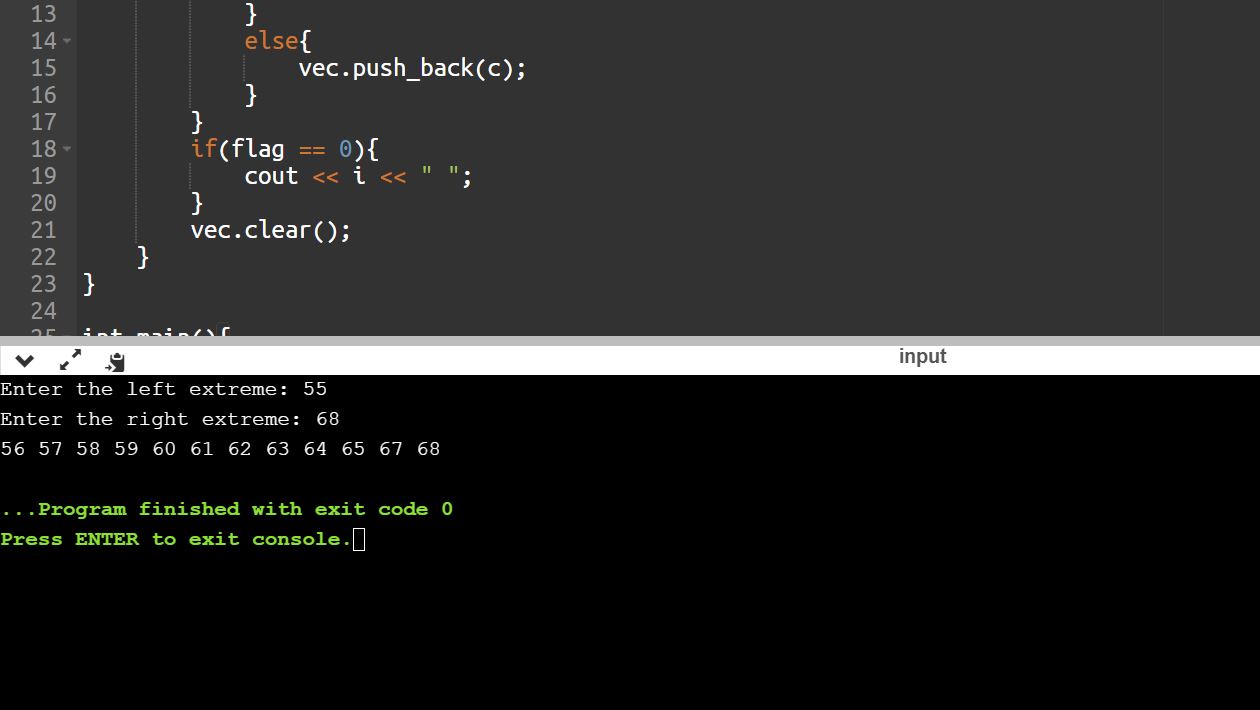 13 }
14 else{
15 vec.push_back(c);
16 }
17 }
18 if(flag == 0){
19 cout << i << " ";
20 }
21 vec.clear();
22 }
23 }
24
25 int main(){
input
Enter the left extreme: 55
Enter the right extreme: 68
56 57 58 59 60 61 62 63 64 65 67 68
...Program finished with exit code 0
Press ENTER to exit console.